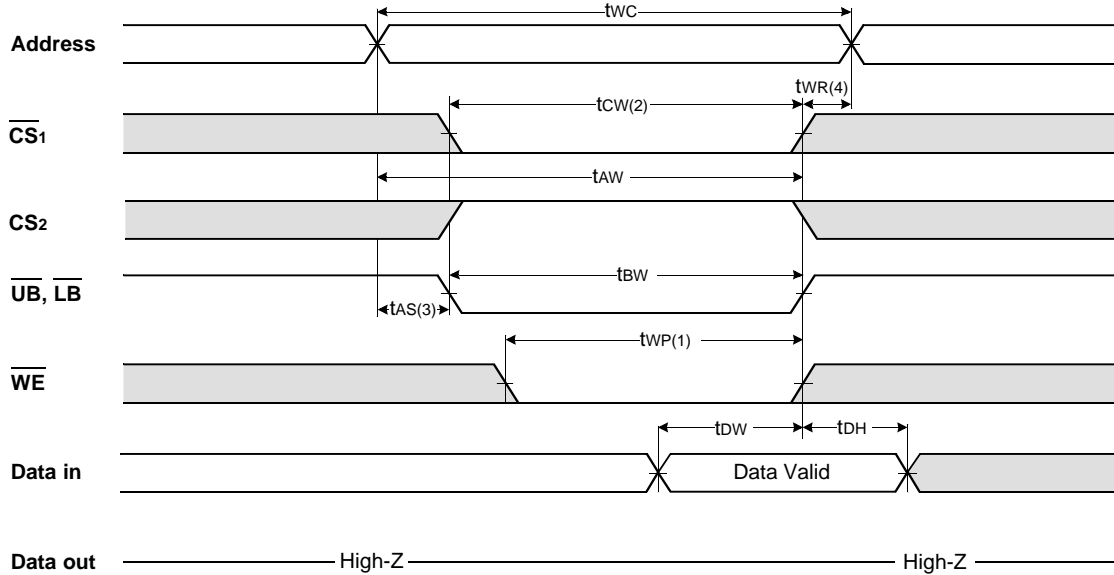 tWC
Address
tCW(2)
tWR(4)
CS1
tAW
CS2
tBW
UB, LB
tAS(3)
tWP(1)
WE
tDW
tDH
Data in
Data Valid
Data out
High-Z
High-Z